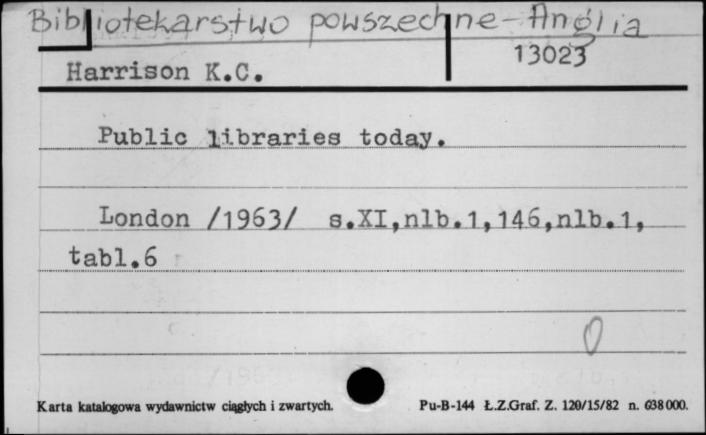 Bibliotekarstwo powszechne-Anglia
13023
Harrison K.C.
Public libraries today.
London /1963/ s.XI,nlb.1,146,nlb.1,
tabl.6
0
Karta katalogowa wydawnictw ciągłych i zwartych. Pu-B-144 Ł.Z.Graf. Z. 120/15/82 n. 638000.